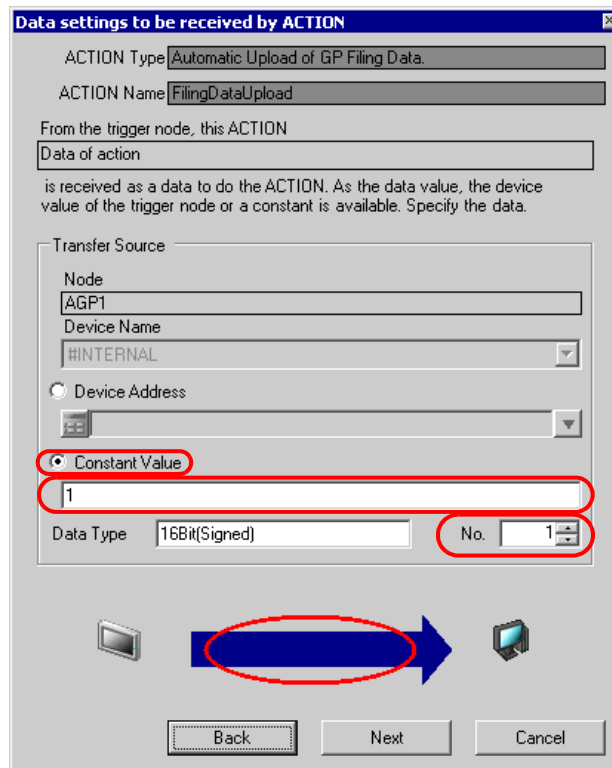 Data settings to be received by ACTION
ACTION Type Automatic Upload of GP Filing Data.
ACTION Name FilingDataUpload
From the trigger node, this ACTION
Data of action
is received as a data to do the ACTION. As the data value, the device
value of the trigger node or a constant is available. Specify the data.
Transfer Source
Node
AGP1
Device Name
#INTERNAL
Device Address
Constant Value
1
Data Type 16Bit(Signed) No. 1
Back Next Cancel